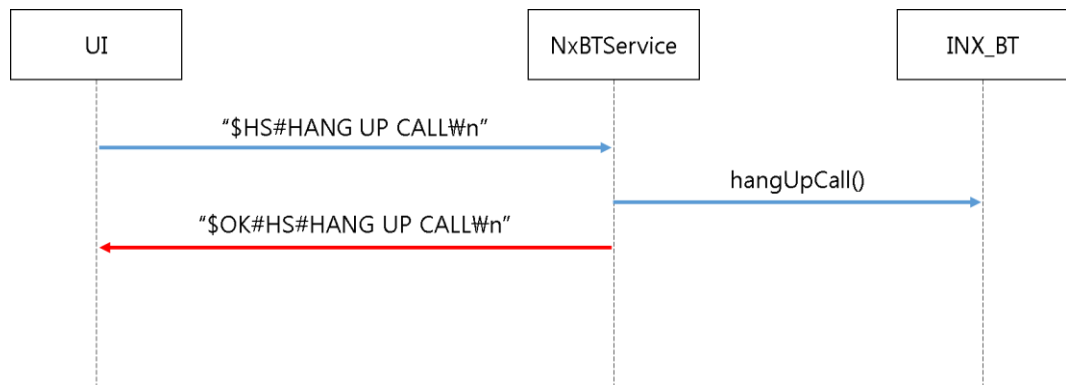 UI
NxBTService
INX_BT
“$HS#HANG UP CALL₩n”
hangUpCall()
“$OK#HS#HANG UP CALL₩n”